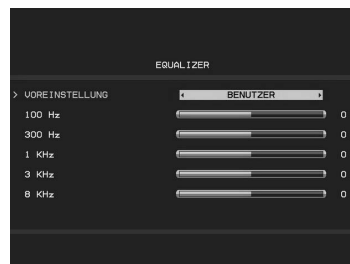 EQUALIZER
> VOREINSTELLUNG BENUTZER
100 Hz 0
300 Hz 0
1 KHz 0
3 KHz 0
8 KHz 0